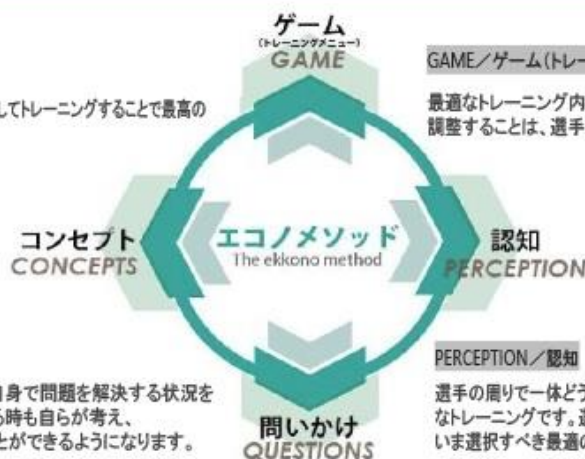 ゲーム
(トレーニングメニュー)
GAME
GAME/ゲーム(トレー
してトレーニングすることで最高の
最適なトレーニング内
調整することは、選手
コンセプト
CONCEPTS
エコノメソッド
The ekkono method
認知
PERCEPTION
PERCEPTION/認知
自身で問題を解決する状況を
る時も自らが考え、
とができるようになります。
選手の周りで一体どう
なトレーニングです。選
いま選択すべき最適の
問いかけ
QUESTIONS